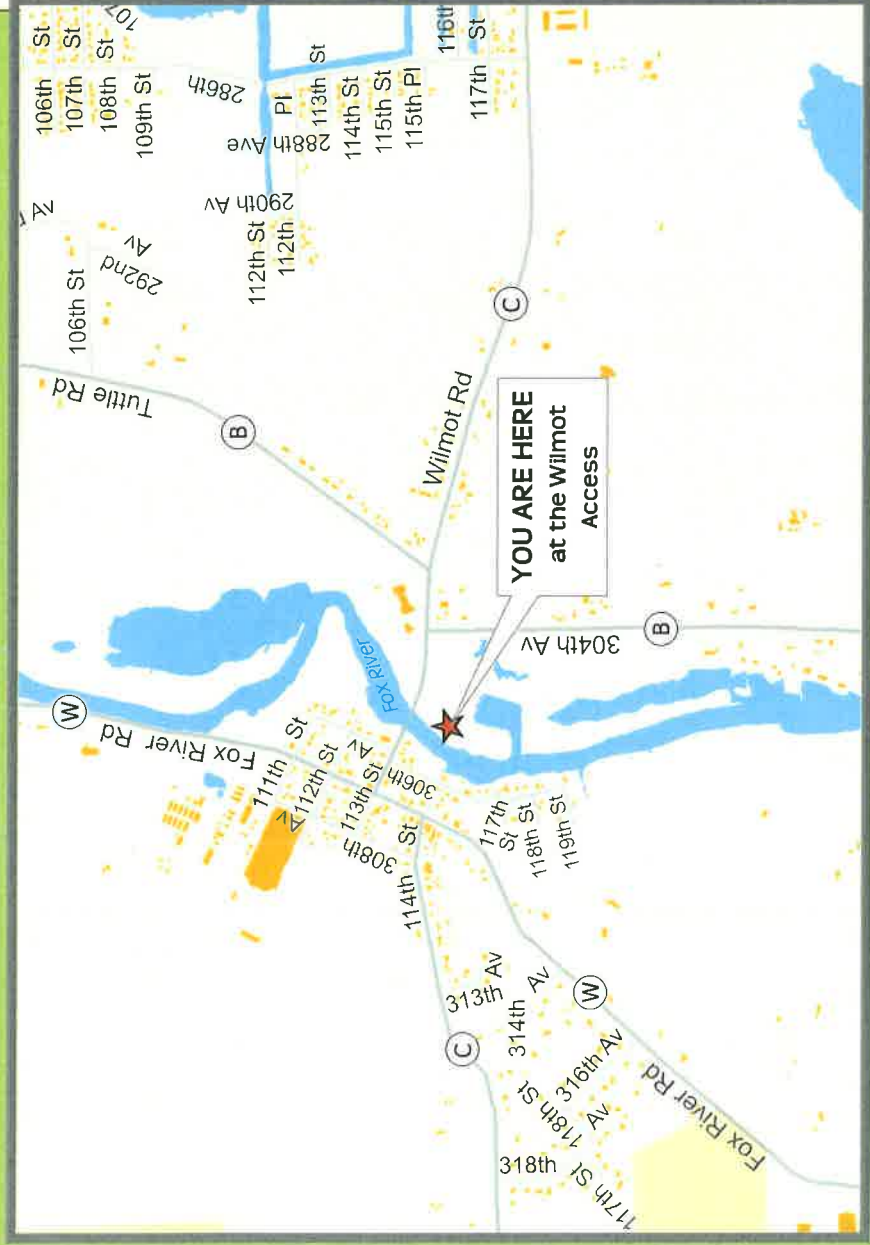 106th St
107th St
108th St
109th St
107
286th
113th St
Pl
288th Ave
114th St
115th St
115th Pl
116th
117th St
Av
290th Av
112th St
112th
292nd Av
106th St
Tuttle Rd
B
C
Wilmot Rd
YOU ARE HERE
at the Wilmot
Access
304th Av
B
W
Fox River
Fox River Rd
111th St
112th St
Av
113th St
306th Av
308th
114th St
117th
St
118th St
119th St
313th Av
314th Av
C
W
316th Av
118th St
Av
318th
117th St
Fox River Rd